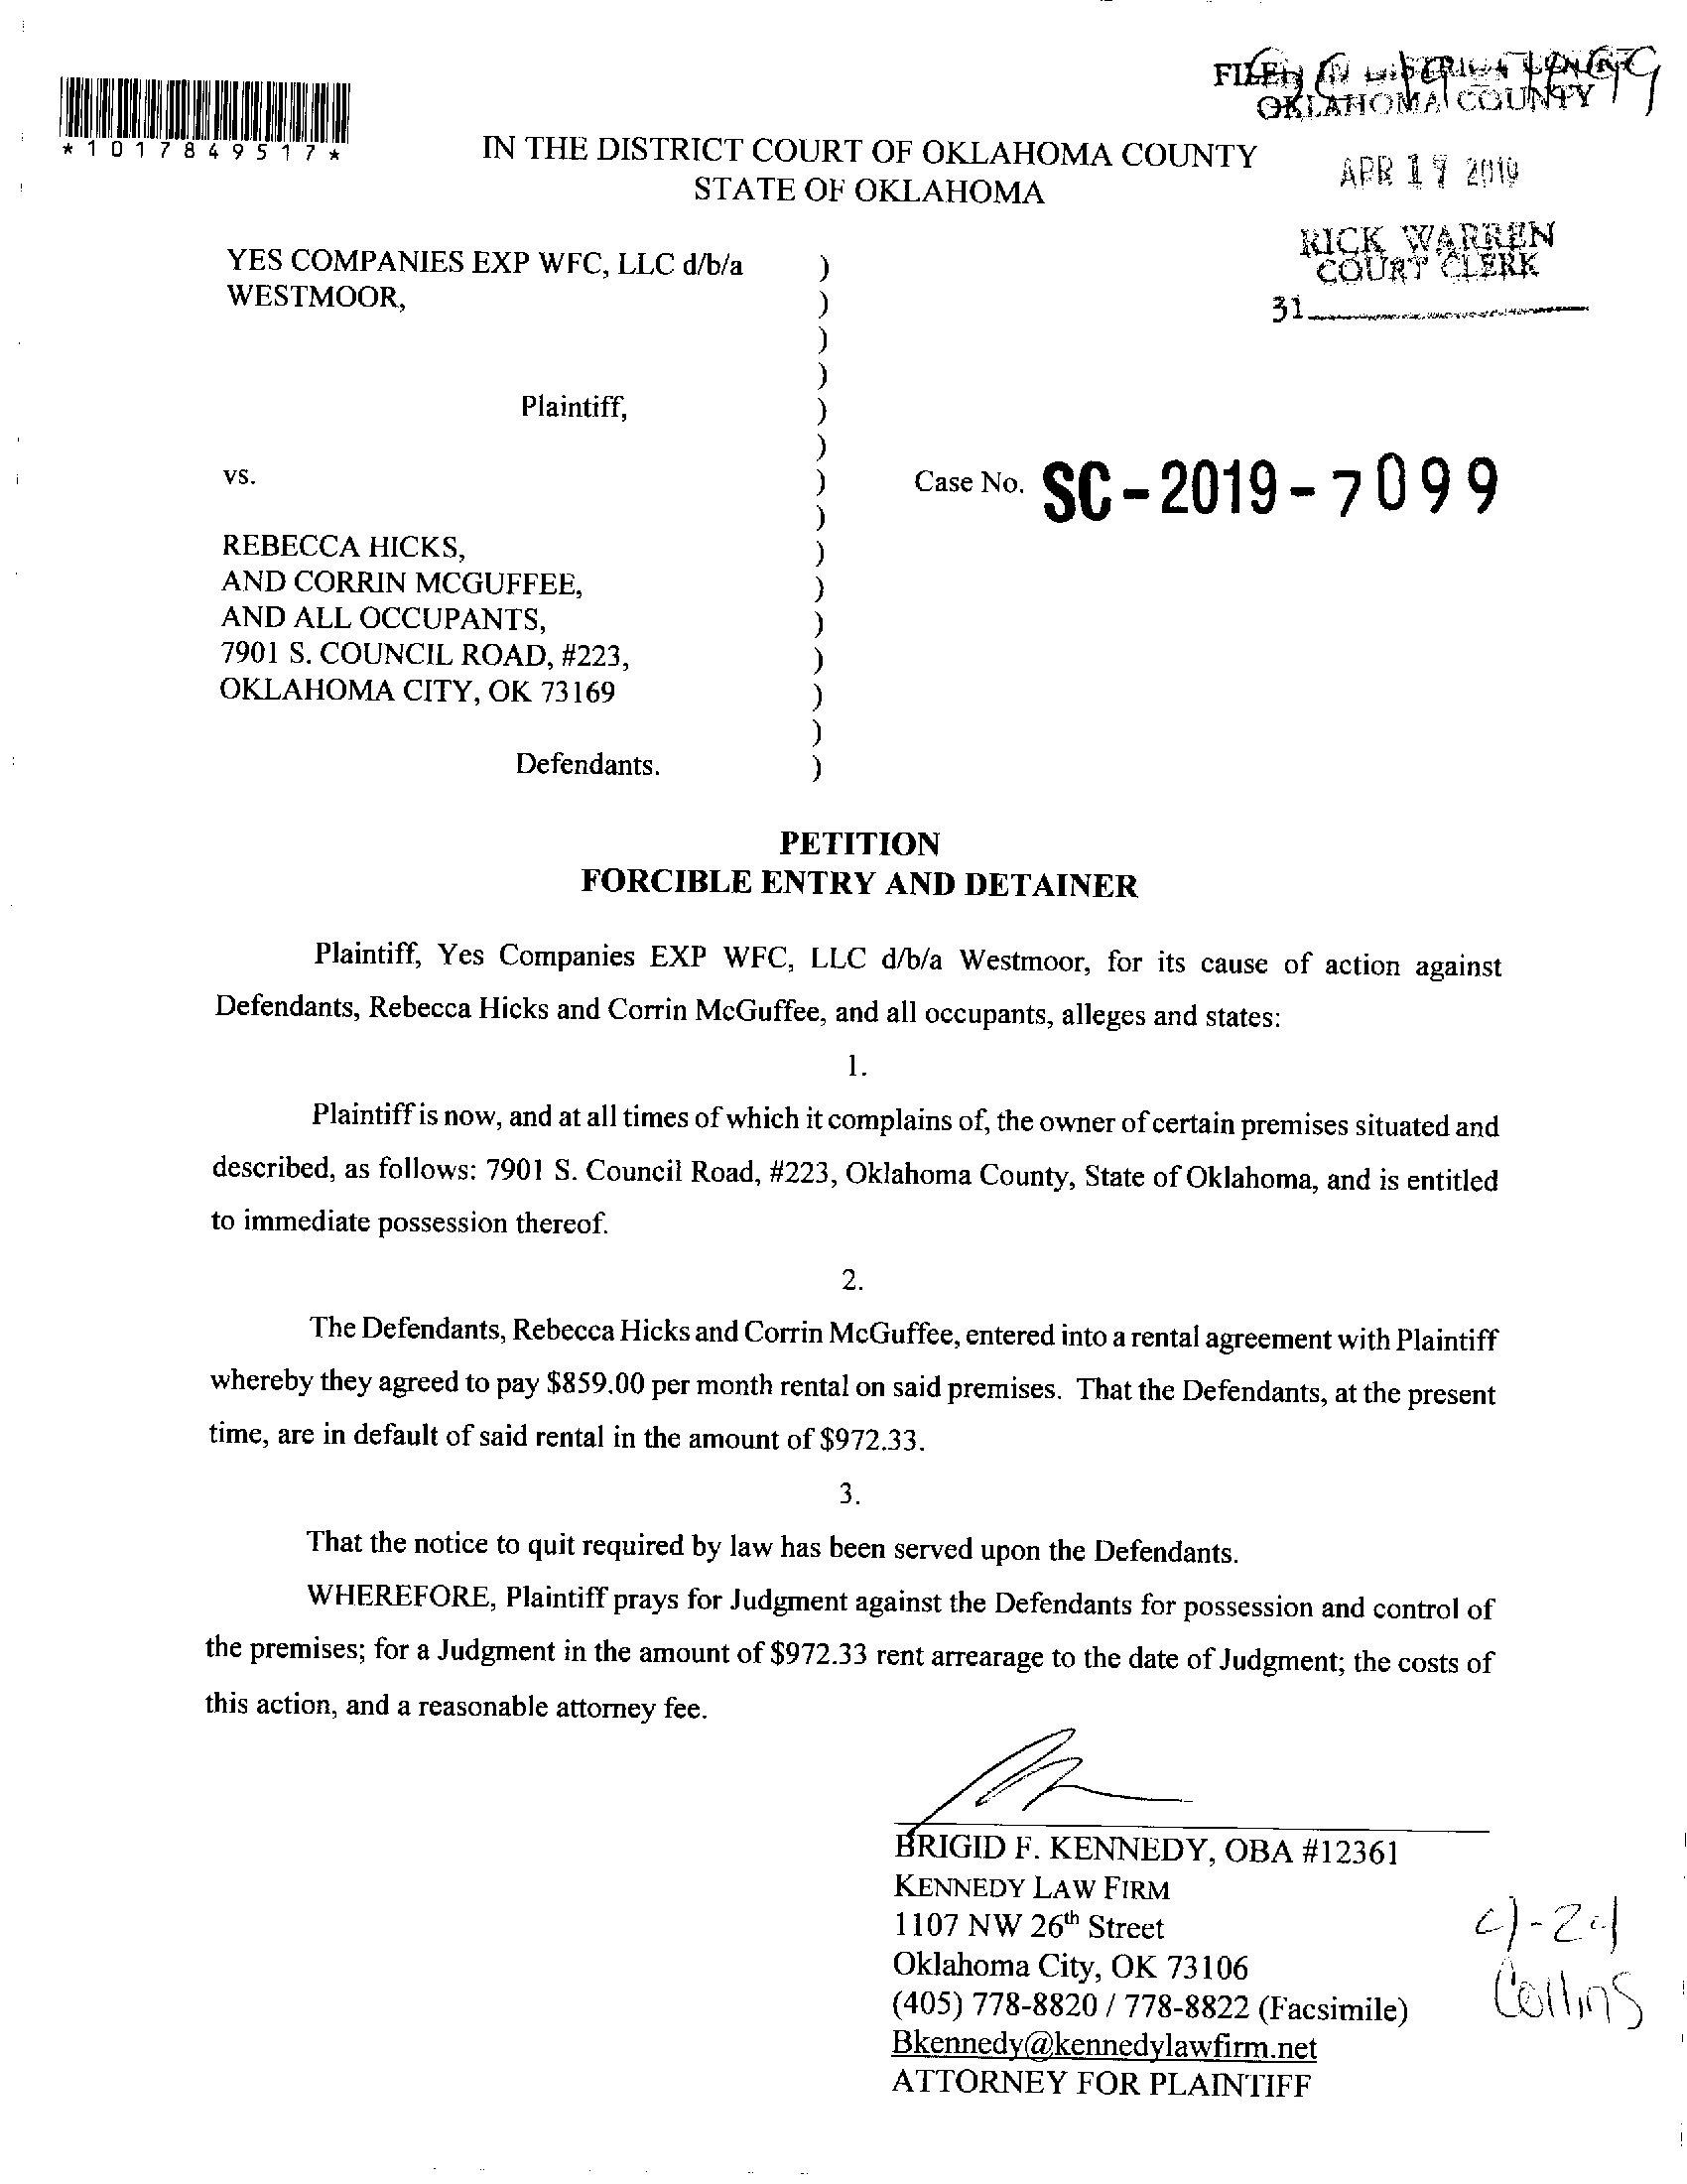 FILED IN DISTRICT COURT
OKLAHOMA COUNTY
*1017849517*
IN THE DISTRICT COURT OF OKLAHOMA COUNTY
STATE OF OKLAHOMA
APR 17 2019
RICK WARREN
COURT CLERK
31
YES COMPANIES EXP WFC, LLC d/b/a )
WESTMOOR, )
)
)
Plaintiff, )
)
vs. ) Case No. SC-2019-7099
)
REBECCA HICKS, )
AND CORRIN MCGUFFEE, )
AND ALL OCCUPANTS, )
7901 S. COUNCIL ROAD, #223, )
OKLAHOMA CITY, OK 73169 )
)
Defendants. )
PETITION
FORCIBLE ENTRY AND DETAINER
Plaintiff, Yes Companies EXP WFC, LLC d/b/a Westmoor, for its cause of action against
Defendants, Rebecca Hicks and Corrin McGuffee, and all occupants, alleges and states:
1.
Plaintiff is now, and at all times of which it complains of, the owner of certain premises situated and
described, as follows: 7901 S. Council Road, #223, Oklahoma County, State of Oklahoma, and is entitled
to immediate possession thereof.
2.
The Defendants, Rebecca Hicks and Corrin McGuffee, entered into a rental agreement with Plaintiff
whereby they agreed to pay $859.00 per month rental on said premises. That the Defendants, at the present
time, are in default of said rental in the amount of $972.33.
3.
That the notice to quit required by law has been served upon the Defendants.
WHEREFORE, Plaintiff prays for Judgment against the Defendants for possession and control of
the premises; for a Judgment in the amount of $972.33 rent arrearage to the date of Judgment; the costs of
this action, and a reasonable attorney fee.
BRIGID F. KENNEDY, OBA #12361
KENNEDY LAW FIRM
1107 NW 26th Street
Oklahoma City, OK 73106
(405) 778-8820 / 778-8822 (Facsimile)
Bkennedy@kennedylawfirm.net
ATTORNEY FOR PLAINTIFF
Collins